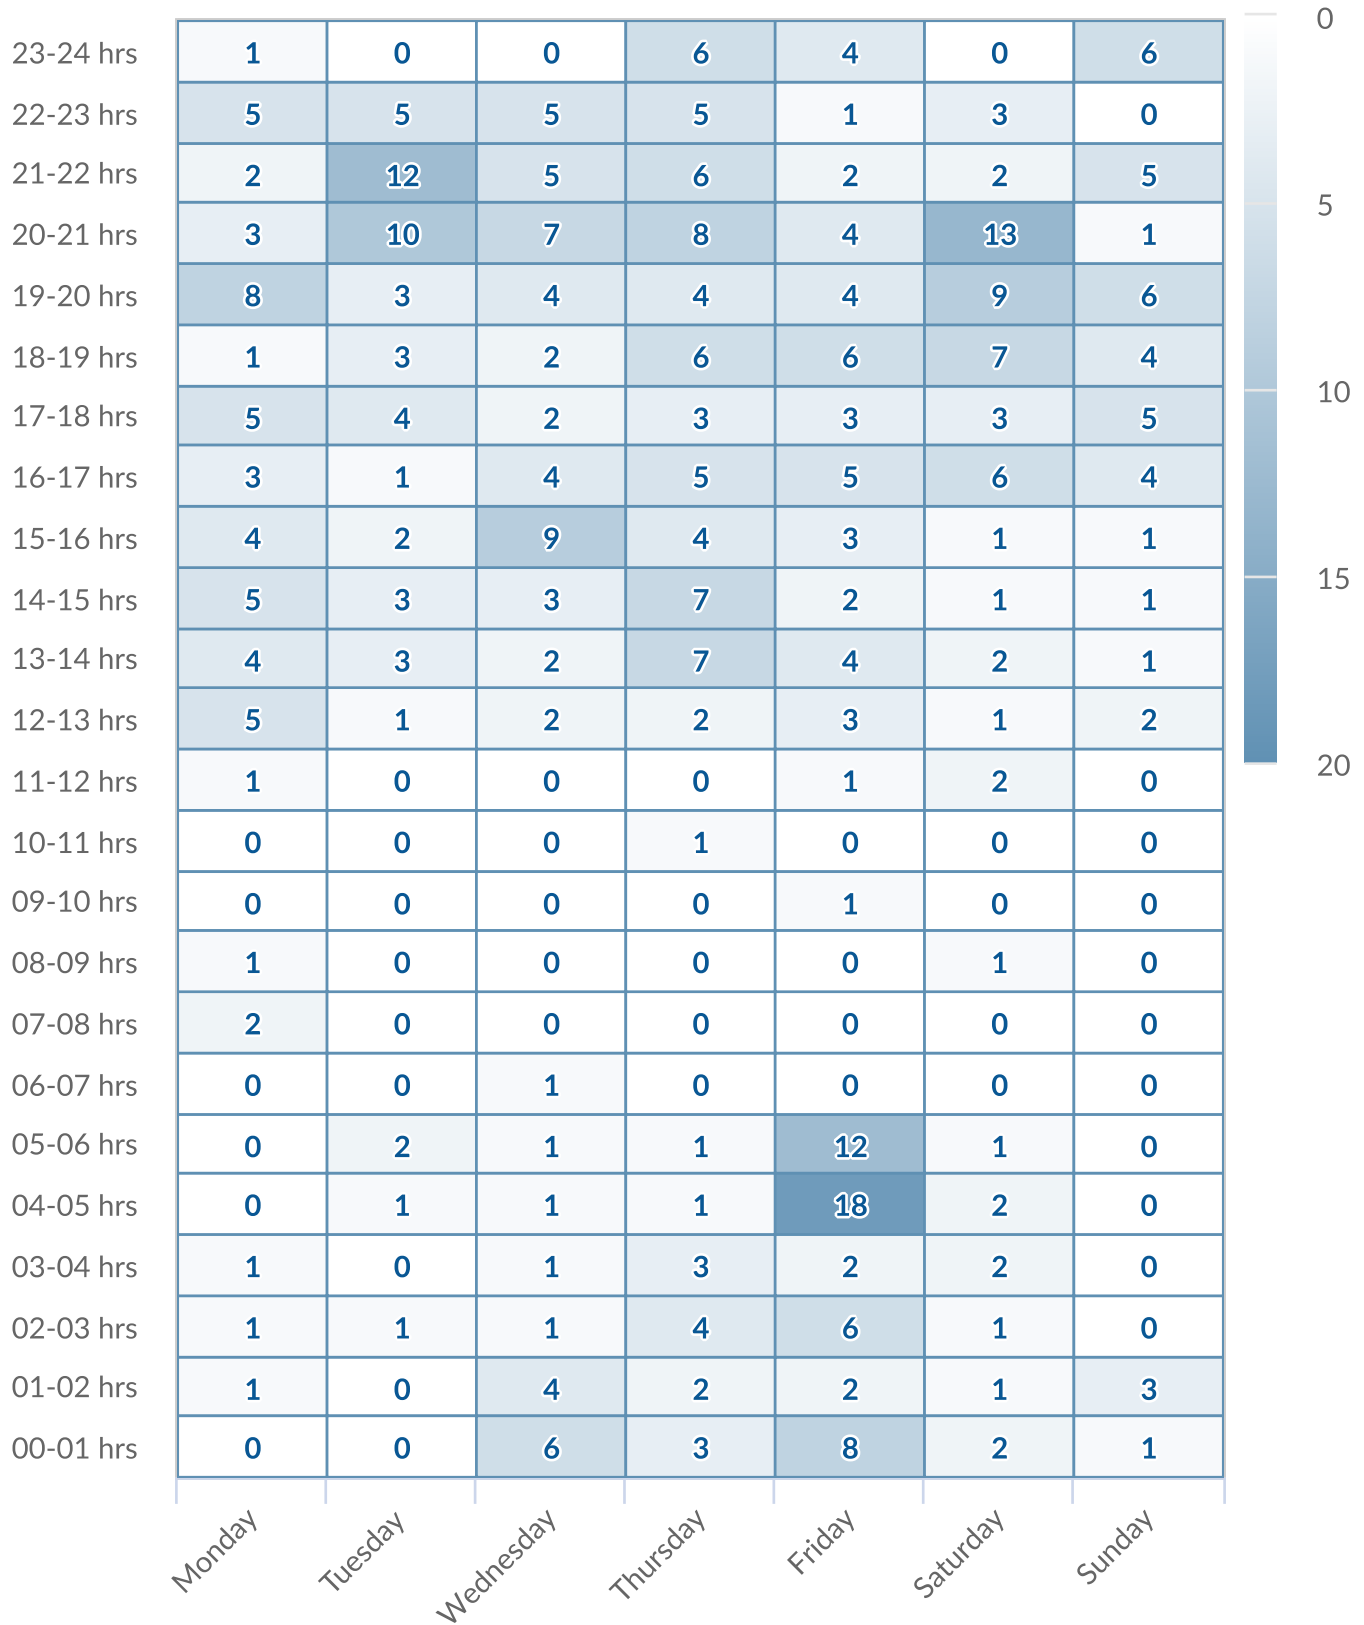 23-24 hrs 1 0 0 6 4 0 6 0
22-23 hrs 5 5 5 5 1 3 0
21-22 hrs 2 12 5 6 2 2 5
5
20-21 hrs 3 10 7 8 4 13 1
19-20 hrs 8 3 4 4 4 9 6
18-19 hrs 1 3 2 6 6 7 4
10
17-18 hrs 5 4 2 3 3 3 5
16-17 hrs 3 1 4 5 5 6 4
15-16 hrs 4 2 9 4 3 1 1
15
14-15 hrs 5 3 3 7 2 1 1
13-14 hrs 4 3 2 7 4 2 1
12-13 hrs 5 1 2 2 3 1 2
20
11-12 hrs 1 0 0 0 1 2 0
10-11 hrs 0 0 0 1 0 0 0
09-10 hrs 0 0 0 0 1 0 0
08-09 hrs 1 0 0 0 0 1 0
07-08 hrs 2 0 0 0 0 0 0
06-07 hrs 0 0 1 0 0 0 0
05-06 hrs 0 2 1 1 12 1 0
04-05 hrs 0 1 1 1 18 2 0
03-04 hrs 1 0 1 3 2 2 0
02-03 hrs 1 1 1 4 6 1 0
01-02 hrs 1 0 4 2 2 1 3
00-01 hrs 0 0 6 3 8 2 1
Monday Tuesday Wednesday Thursday Friday Saturday Sunday